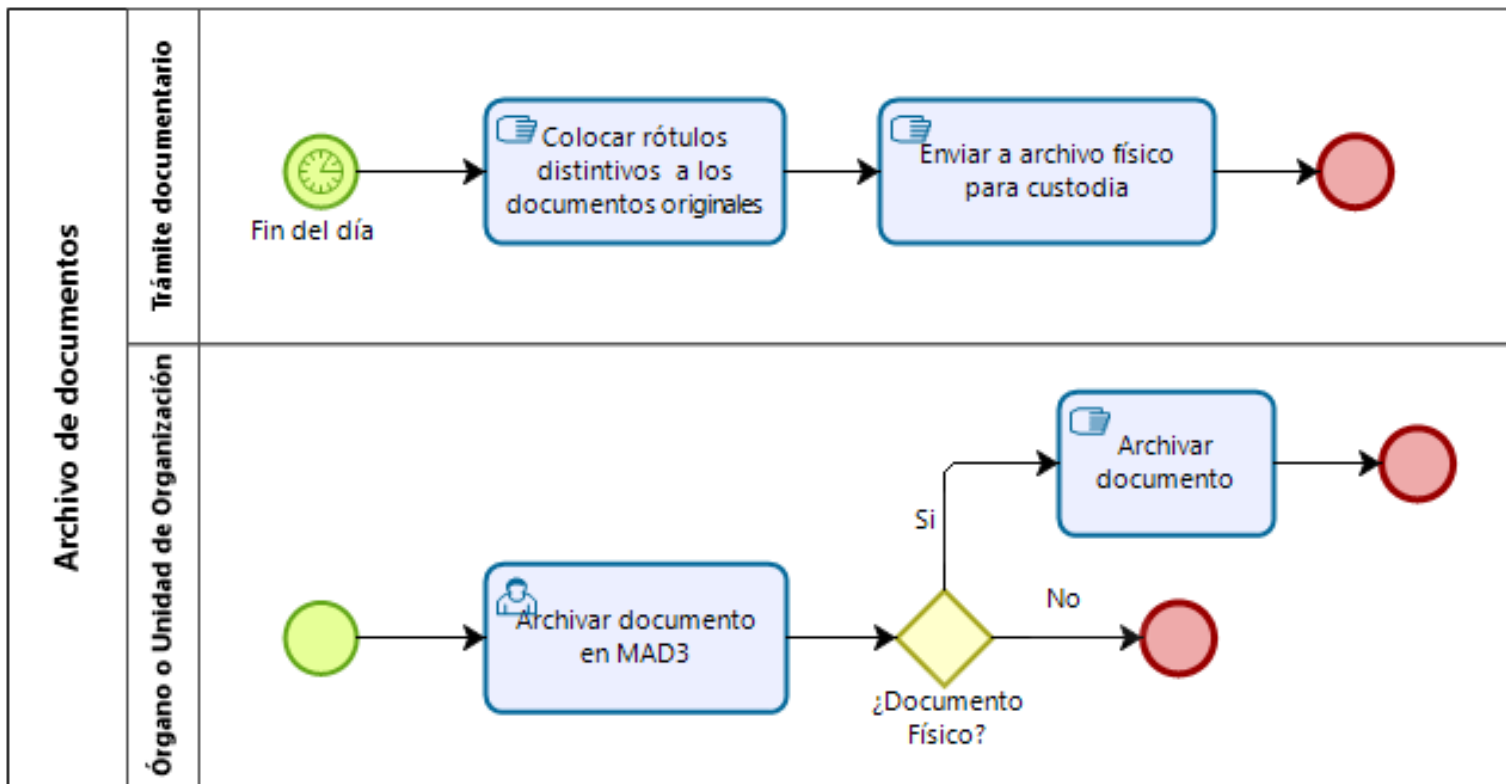 Archivo de documentos
Trámite documentario
Fin del día
Colocar rótulos
distintivos  a los
documentos originales
Enviar a archivo físico
para custodia
Órgano o Unidad de Organización
Archivar documento
en MAD3
¿Documento
Físico?
Si
Archivar
documento
No